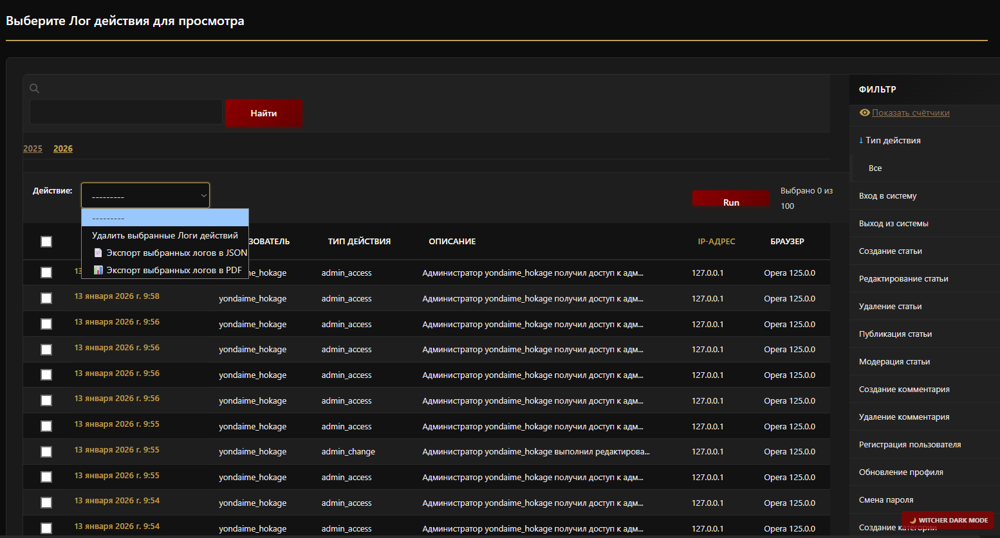 Выберите Лог действия для просмотра
Найти
2025 2026
Действие: ---------
---------
Удалить выбранные Логи действий
Экспорт выбранных логов в JSON
Экспорт выбранных логов в PDF
Run
Выбрано 0 из
100
ЗОВАТЕЛЬ ТИП ДЕЙСТВИЯ ОПИСАНИЕ IP-АДРЕС БРАУЗЕР
13 e_hokage admin_access Администратор yondaime_hokage получил доступ к адм... 127.0.0.1 Opera 125.0.0
13 января 2026 г. 9:58 yondaime_hokage admin_access Администратор yondaime_hokage получил доступ к адм... 127.0.0.1 Opera 125.0.0
13 января 2026 г. 9:56 yondaime_hokage admin_access Администратор yondaime_hokage получил доступ к адм... 127.0.0.1 Opera 125.0.0
13 января 2026 г. 9:56 yondaime_hokage admin_access Администратор yondaime_hokage получил доступ к адм... 127.0.0.1 Opera 125.0.0
13 января 2026 г. 9:56 yondaime_hokage admin_access Администратор yondaime_hokage получил доступ к адм... 127.0.0.1 Opera 125.0.0
13 января 2026 г. 9:56 yondaime_hokage admin_access Администратор yondaime_hokage получил доступ к адм... 127.0.0.1 Opera 125.0.0
13 января 2026 г. 9:55 yondaime_hokage admin_access Администратор yondaime_hokage получил доступ к адм... 127.0.0.1 Opera 125.0.0
13 января 2026 г. 9:55 yondaime_hokage admin_change Администратор yondaime_hokage выполнил редактирова... 127.0.0.1 Opera 125.0.0
13 января 2026 г. 9:55 yondaime_hokage admin_access Администратор yondaime_hokage получил доступ к адм... 127.0.0.1 Opera 125.0.0
13 января 2026 г. 9:54 yondaime_hokage admin_access Администратор yondaime_hokage получил доступ к адм... 127.0.0.1 Opera 125.0.0
13 января 2026 г. 9:54 yondaime_hokage admin_access Администратор yondaime_hokage получил доступ к адм... 127.0.0.1 Opera 125.0.0
ФИЛЬТР
Показать счётчики
↓ Тип действия
Все
Вход в систему
Выход из системы
Создание статьи
Редактирование статьи
Удаление статьи
Публикация статьи
Модерация статьи
Создание комментария
Удаление комментария
Регистрация пользователя
Обновление профиля
Смена пароля
Создание категории
WITCHER DARK MODE